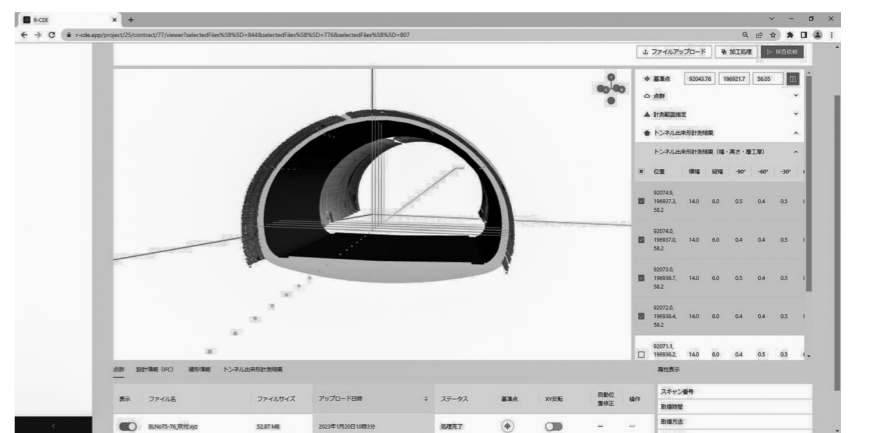 R-CDE
r-cde.app/project/25/contract/77/viewer?selectedFiles%5B%5D=844&selectedFiles%5B%5D=776&selectedFiles%5B%5D=807
ファイルアップロード
加工処理
基準点 92043.76 196921.7 36.05
点群
計測範囲指定
トンネル出来形計測結果
トンネル出来形計測結果（幅・高さ・覆工厚）
位置 横幅 縦幅 -90° -60° -30°
92074.9, 196937.3, 58.2 14.0 6.0 0.5 0.4 0.5
92074.0, 196937.0, 58.2 14.0 6.0 0.4 0.4 0.5
92073.0, 196936.7, 58.2 14.0 6.0 0.5 0.4 0.5
92072.0, 196936.4, 58.2 14.0 6.0 0.4 0.4 0.5
92071.1, 196936.2, 14.0 6.0 0.4 0.5 0.5
点群 設計情報（IFC） 線形情報 トンネル出来形計測結果
属性表示
表示 ファイル名 ファイルサイズ アップロード日時 ステータス 基準点 XY反転 自動位置修正 操作
スキャン番号
取得時間
取得方法
BLNo75-76_吹付.xyz 52.87 MB 2023年1月20日10時3分 処理完了 – –